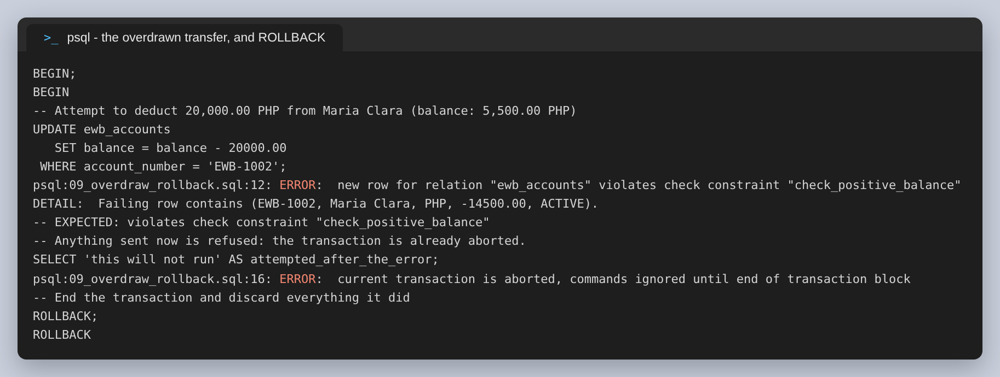 >_ psql - the overdrawn transfer, and ROLLBACK
BEGIN;
BEGIN
-- Attempt to deduct 20,000.00 PHP from Maria Clara (balance: 5,500.00 PHP)
UPDATE ewb_accounts
   SET balance = balance - 20000.00
 WHERE account_number = 'EWB-1002';
psql:09_overdraw_rollback.sql:12: ERROR:  new row for relation "ewb_accounts" violates check constraint "check_positive_balance"
DETAIL:  Failing row contains (EWB-1002, Maria Clara, PHP, -14500.00, ACTIVE).
-- EXPECTED: violates check constraint "check_positive_balance"
-- Anything sent now is refused: the transaction is already aborted.
SELECT 'this will not run' AS attempted_after_the_error;
psql:09_overdraw_rollback.sql:16: ERROR:  current transaction is aborted, commands ignored until end of transaction block
-- End the transaction and discard everything it did
ROLLBACK;
ROLLBACK